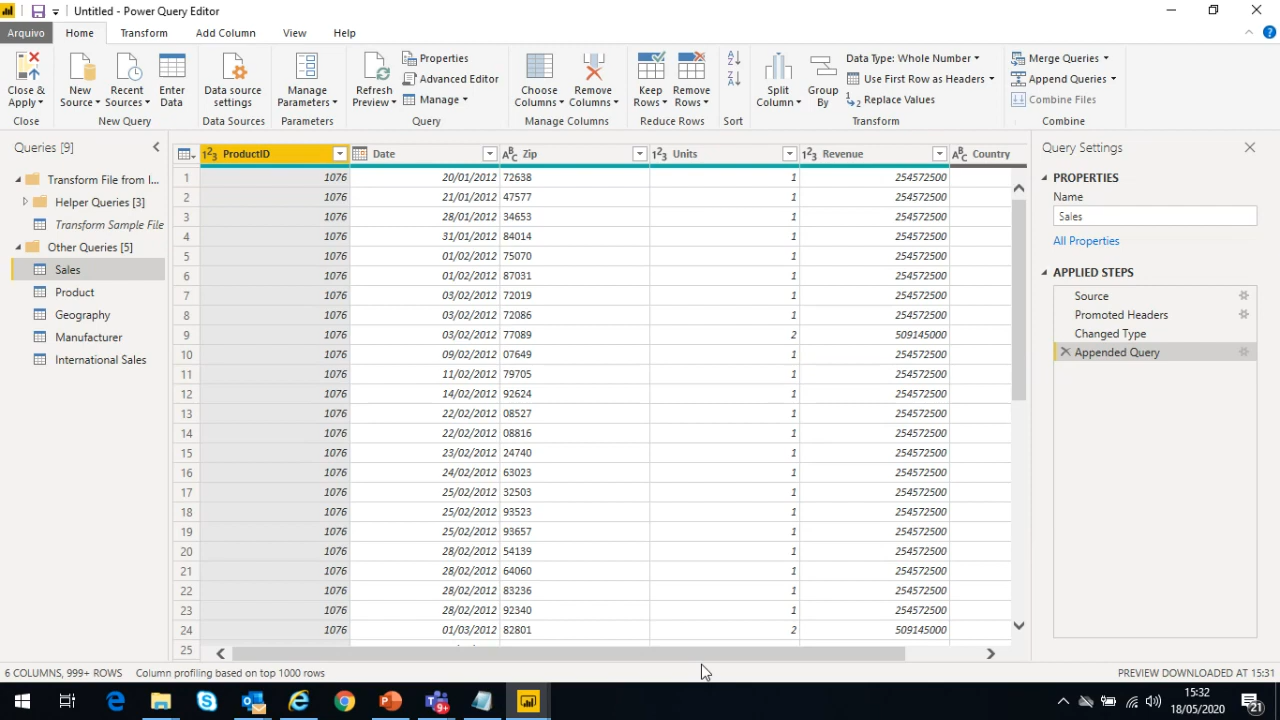 Untitled - Power Query Editor
Arquivo Home Transform Add Column View Help
Close & Apply
New Source
Recent Sources
Enter Data
Data source settings
Manage Parameters
Refresh Preview
Properties
Advanced Editor
Manage
Choose Columns
Remove Columns
Keep Rows
Remove Rows
Split Column
Group By
Data Type: Whole Number
Use First Row as Headers
Replace Values
Merge Queries
Append Queries
Combine Files
Close New Query Data Sources Parameters Query Manage Columns Reduce Rows Sort Transform Combine
Queries [9]
Transform File from I...
Helper Queries [3]
Transform Sample File
Other Queries [5]
Sales
Product
Geography
Manufacturer
International Sales
123 ProductID Date ABC Zip 123 Units 123 Revenue ABC Country
1 1076 20/01/2012 72638 1 254572500
2 1076 21/01/2012 47577 1 254572500
3 1076 28/01/2012 34653 1 254572500
4 1076 31/01/2012 84014 1 254572500
5 1076 01/02/2012 75070 1 254572500
6 1076 01/02/2012 87031 1 254572500
7 1076 03/02/2012 72019 1 254572500
8 1076 03/02/2012 72086 1 254572500
9 1076 03/02/2012 77089 2 509145000
10 1076 09/02/2012 07649 1 254572500
11 1076 11/02/2012 79705 1 254572500
12 1076 14/02/2012 92624 1 254572500
13 1076 22/02/2012 08527 1 254572500
14 1076 22/02/2012 08816 1 254572500
15 1076 23/02/2012 24740 1 254572500
16 1076 24/02/2012 63023 1 254572500
17 1076 25/02/2012 32503 1 254572500
18 1076 25/02/2012 93523 1 254572500
19 1076 25/02/2012 93657 1 254572500
20 1076 28/02/2012 54139 1 254572500
21 1076 28/02/2012 64060 1 254572500
22 1076 28/02/2012 83236 1 254572500
23 1076 28/02/2012 92340 1 254572500
24 1076 01/03/2012 82801 2 509145000
25
Query Settings
PROPERTIES
Name
Sales
All Properties
APPLIED STEPS
Source
Promoted Headers
Changed Type
Appended Query
6 COLUMNS, 999+ ROWS Column profiling based on top 1000 rows PREVIEW DOWNLOADED AT 15:31
9+
15:32
18/05/2020
21